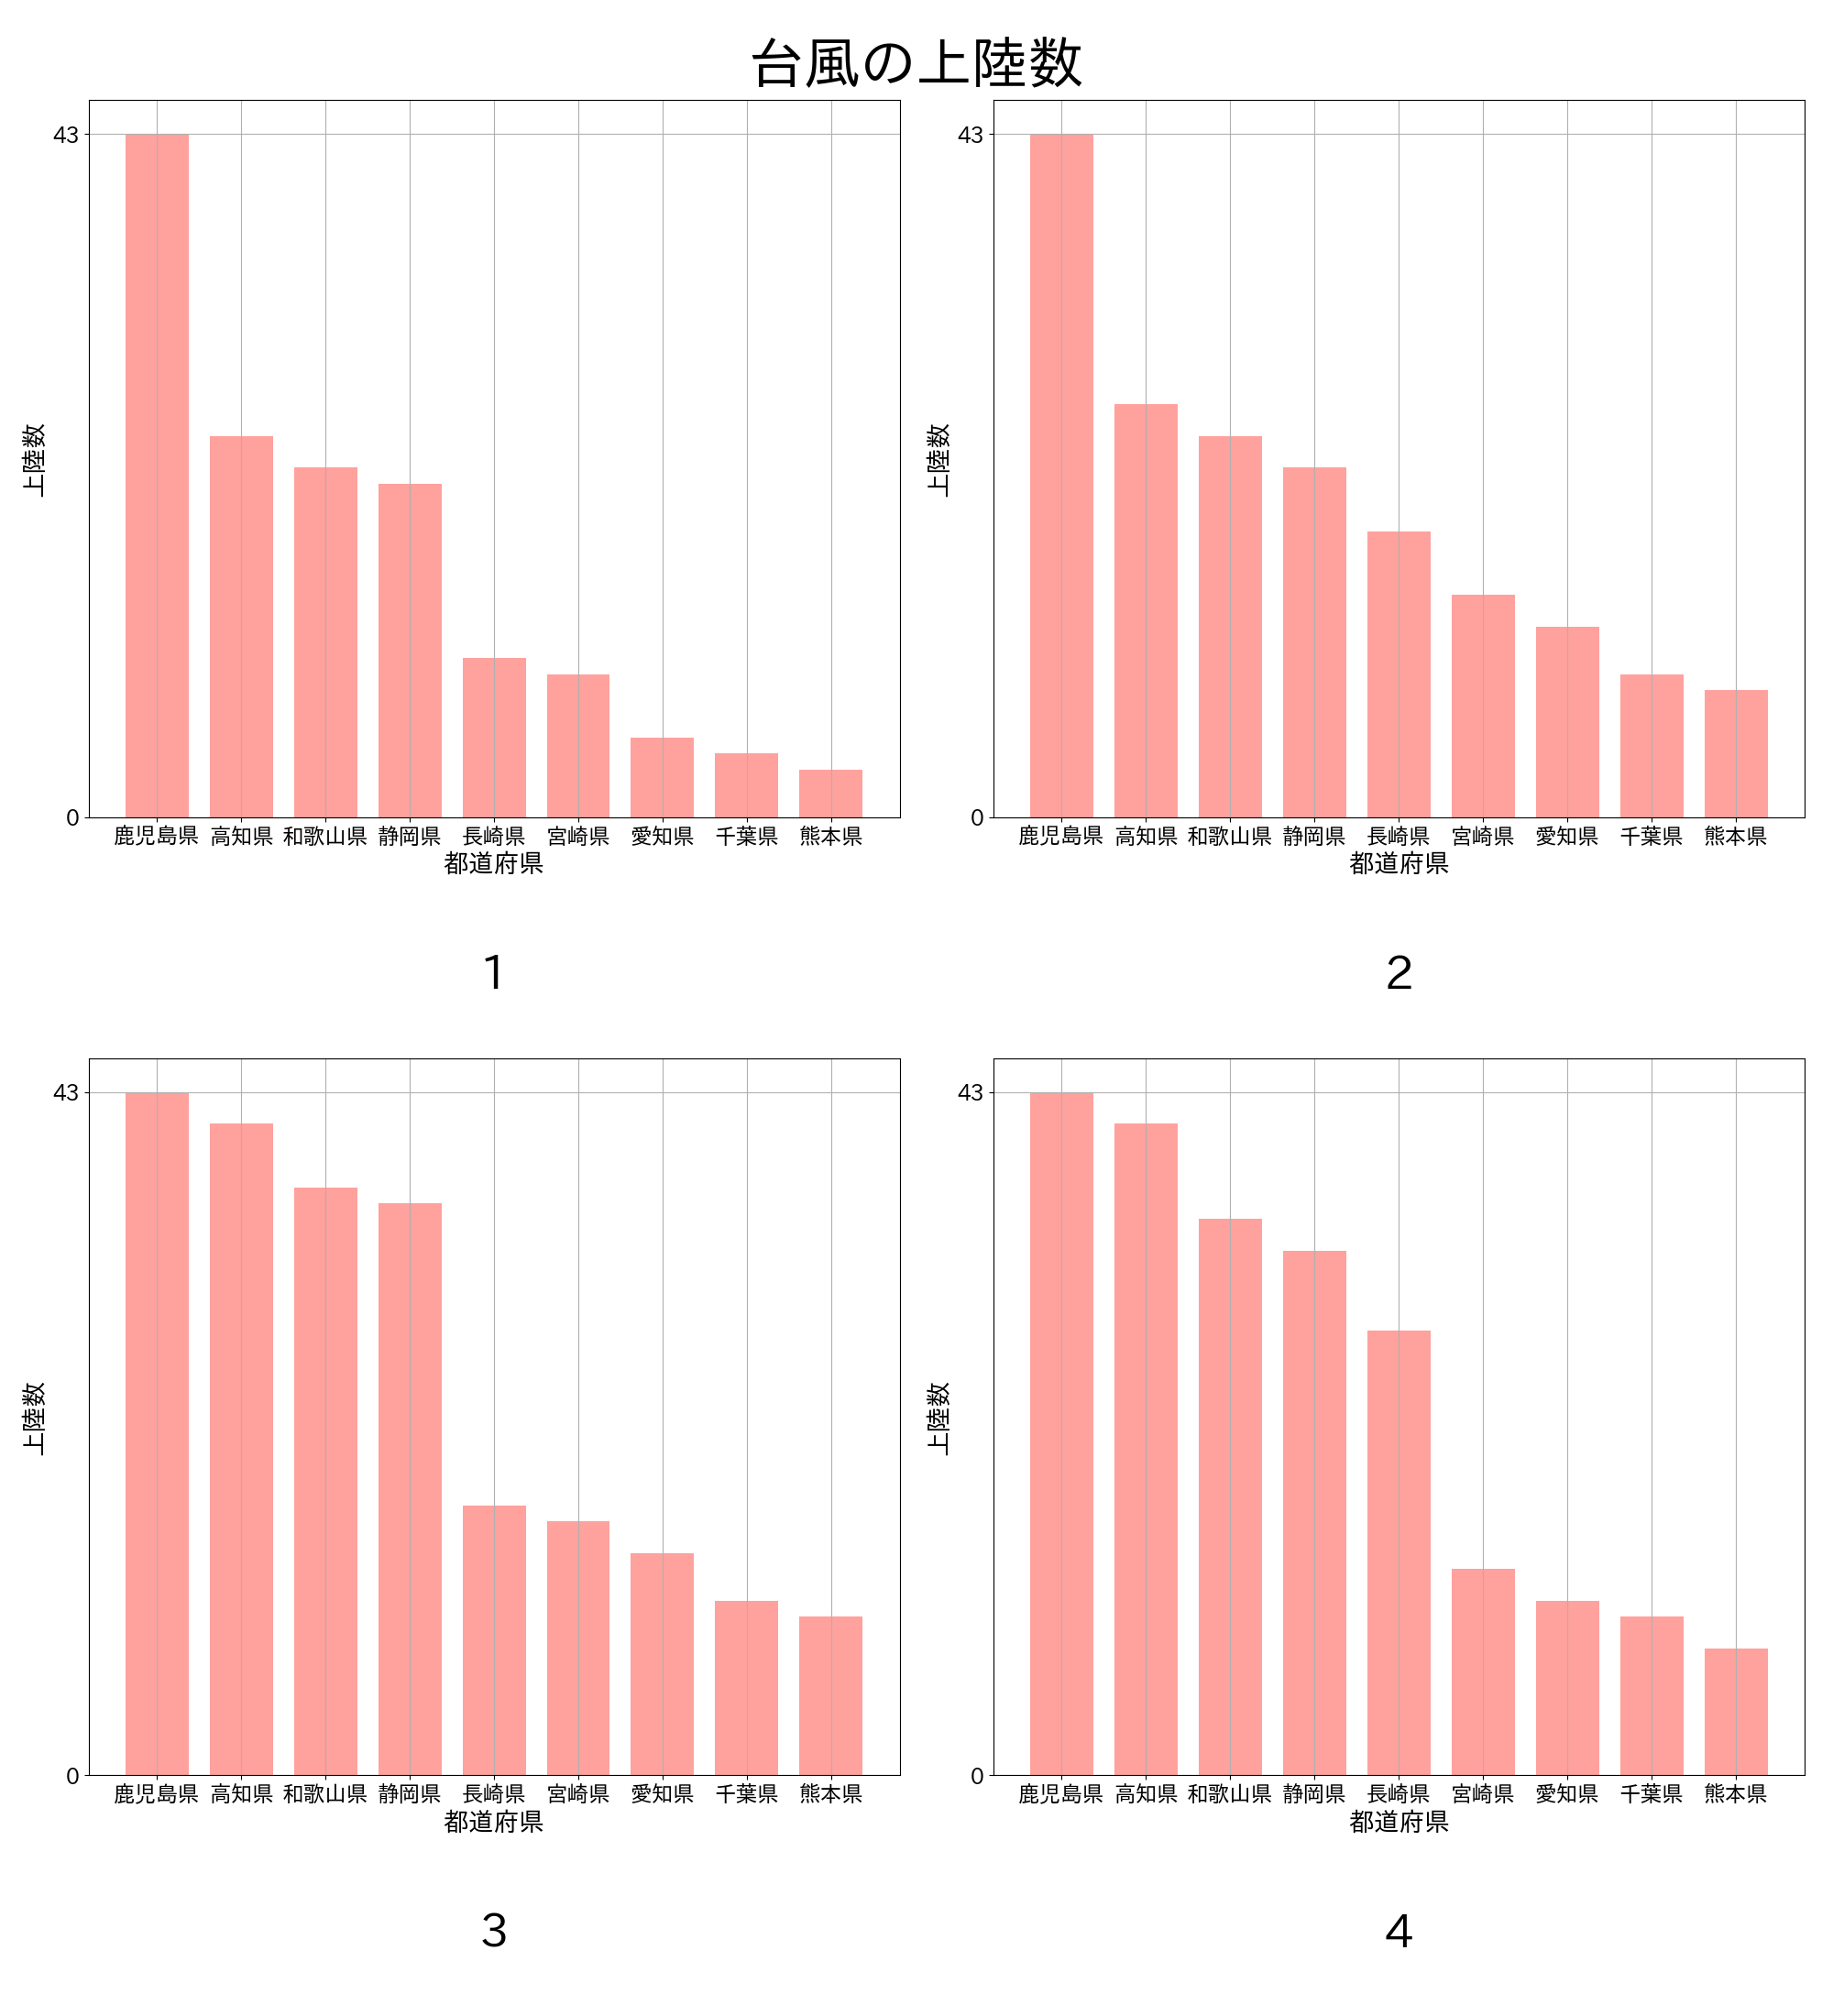 台風の上陸数
43
0
上陸数
鹿児島県 高知県 和歌山県 静岡県 長崎県 宮崎県 愛知県 千葉県 熊本県
都道府県
1
43
0
上陸数
鹿児島県 高知県 和歌山県 静岡県 長崎県 宮崎県 愛知県 千葉県 熊本県
都道府県
2
43
0
上陸数
鹿児島県 高知県 和歌山県 静岡県 長崎県 宮崎県 愛知県 千葉県 熊本県
都道府県
3
43
0
上陸数
鹿児島県 高知県 和歌山県 静岡県 長崎県 宮崎県 愛知県 千葉県 熊本県
都道府県
4